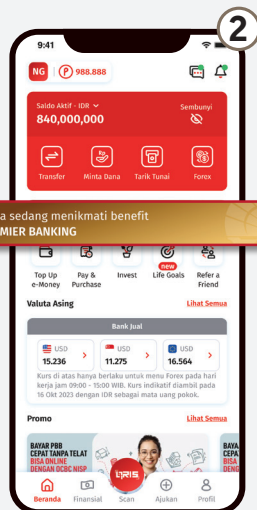 2
9:41
NG
P 988.888
Saldo Aktif - IDR
Sembunyi
840,000,000
Transfer
Minta Dana
Tarik Tunai
Forex
a sedang menikmati benefit
MIER BANKING
new
Top Up
e-Money
Pay &
Purchase
Invest
Life Goals
Refer a
Friend
Valuta Asing
Lihat Semua
Bank Jual
USD
15.236
USD
11.275
USD
16.564
Kurs di atas hanya berlaku untuk menu Forex pada hari
kerja jam 09:00 - 15:00 WIB. Kurs indikatif diambil pada
16 Okt 2023 dengan IDR sebagai mata uang pokok.
Promo
Lihat Semua
BAYAR PBB
CEPAT TANPA TELAT
BISA ONLINE
DENGAN OCBC NISP
BAYA
CEPA
BISA
DENG
QRIS
Beranda
Finansial
Scan
Ajukan
Profil